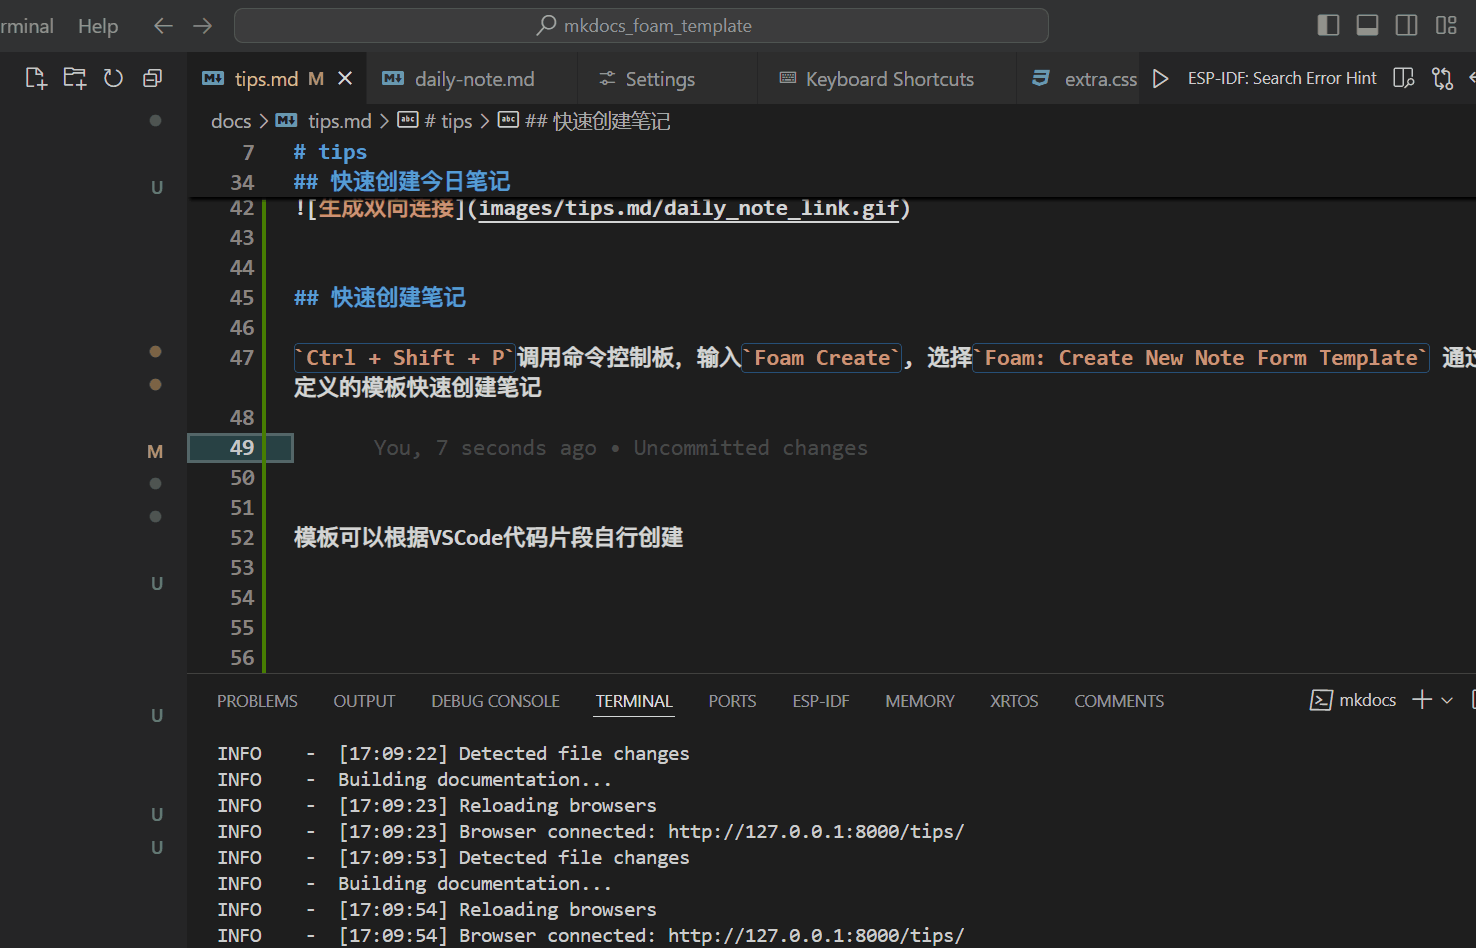 rminal Help mkdocs_foam_template
tips.md M daily-note.md Settings Keyboard Shortcuts extra.css ESP-IDF: Search Error Hint
docs > tips.md > # tips > ## 快速创建笔记
7 # tips
34 ## 快速创建今日笔记
42 ![生成双向连接](images/tips.md/daily_note_link.gif)
43
44
45 ## 快速创建笔记
46
47 `Ctrl + Shift + P`调用命令控制板，输入`Foam Create`，选择`Foam: Create New Note Form Template` 通过
定义的模板快速创建笔记
48
49 You, 7 seconds ago • Uncommitted changes
50
51
52 模板可以根据VSCode代码片段自行创建
53
54
55
56
U
M
U
U
U
U
PROBLEMS OUTPUT DEBUG CONSOLE TERMINAL PORTS ESP-IDF MEMORY XRTOS COMMENTS mkdocs
INFO - [17:09:22] Detected file changes
INFO - Building documentation...
INFO - [17:09:23] Reloading browsers
INFO - [17:09:23] Browser connected: http://127.0.0.1:8000/tips/
INFO - [17:09:53] Detected file changes
INFO - Building documentation...
INFO - [17:09:54] Reloading browsers
INFO - [17:09:54] Browser connected: http://127.0.0.1:8000/tips/